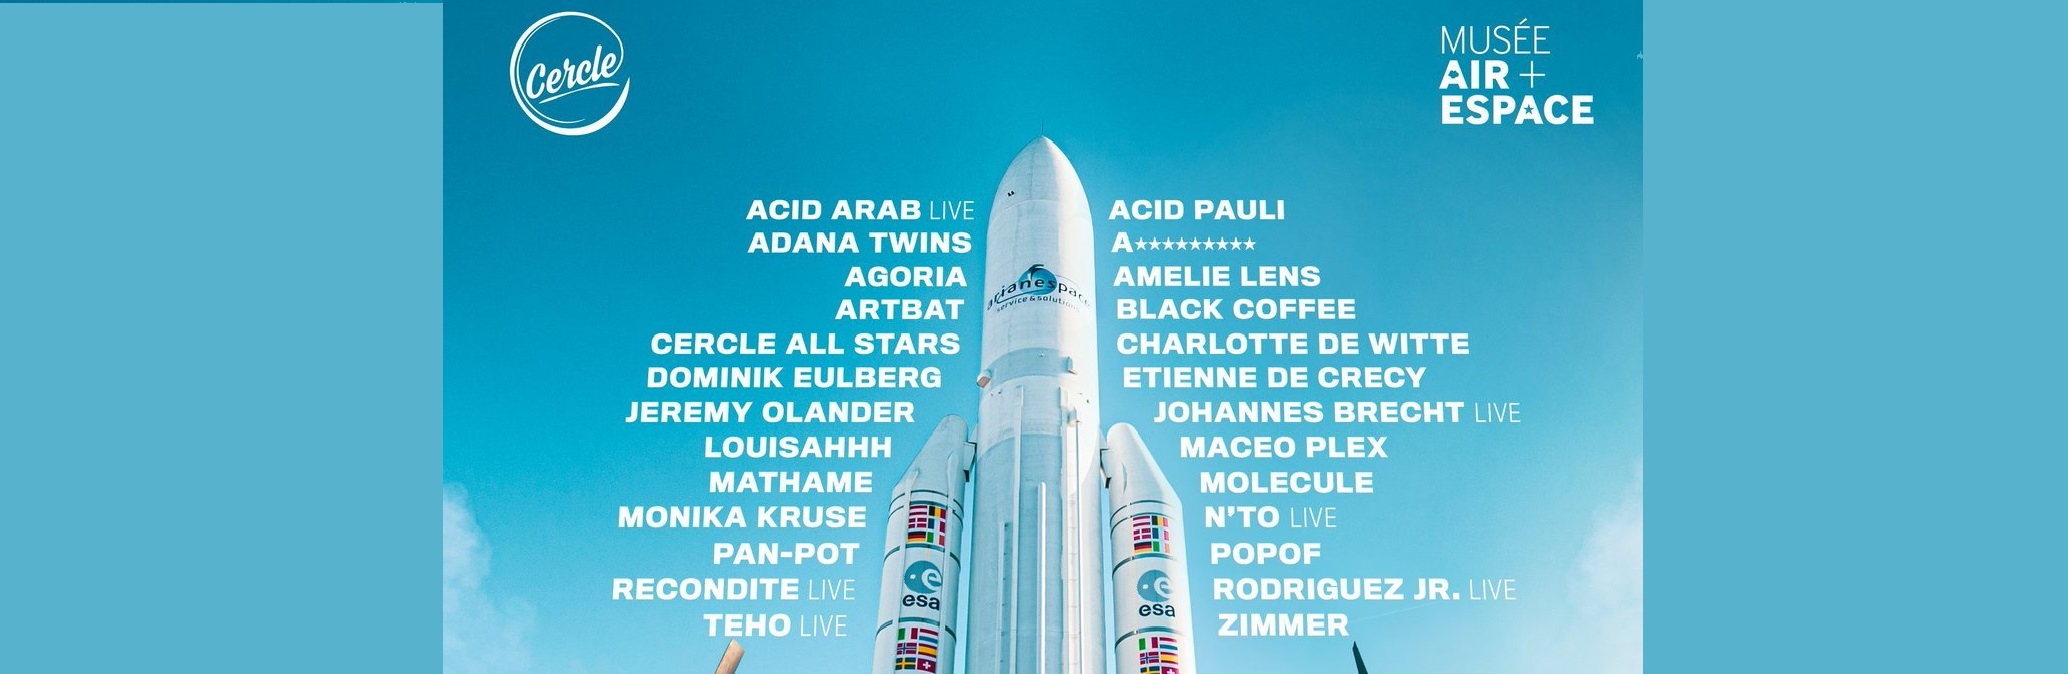 Cercle
MUSÉE
AIR +
ESPACE
ACID ARAB LIVE
ADANA TWINS
AGORIA
ARTBAT
CERCLE ALL STARS
DOMINIK EULBERG
JEREMY OLANDER
LOUISAHHH
MATHAME
MONIKA KRUSE
PAN-POT
RECONDITE LIVE
TEHO LIVE
ACID PAULI
A★★★★★★★★★
AMELIE LENS
BLACK COFFEE
CHARLOTTE DE WITTE
ETIENNE DE CRECY
JOHANNES BRECHT LIVE
MACEO PLEX
MOLECULE
N'TO LIVE
POPOF
RODRIGUEZ JR. LIVE
ZIMMER
arianespace
service & solutions
esa
esa